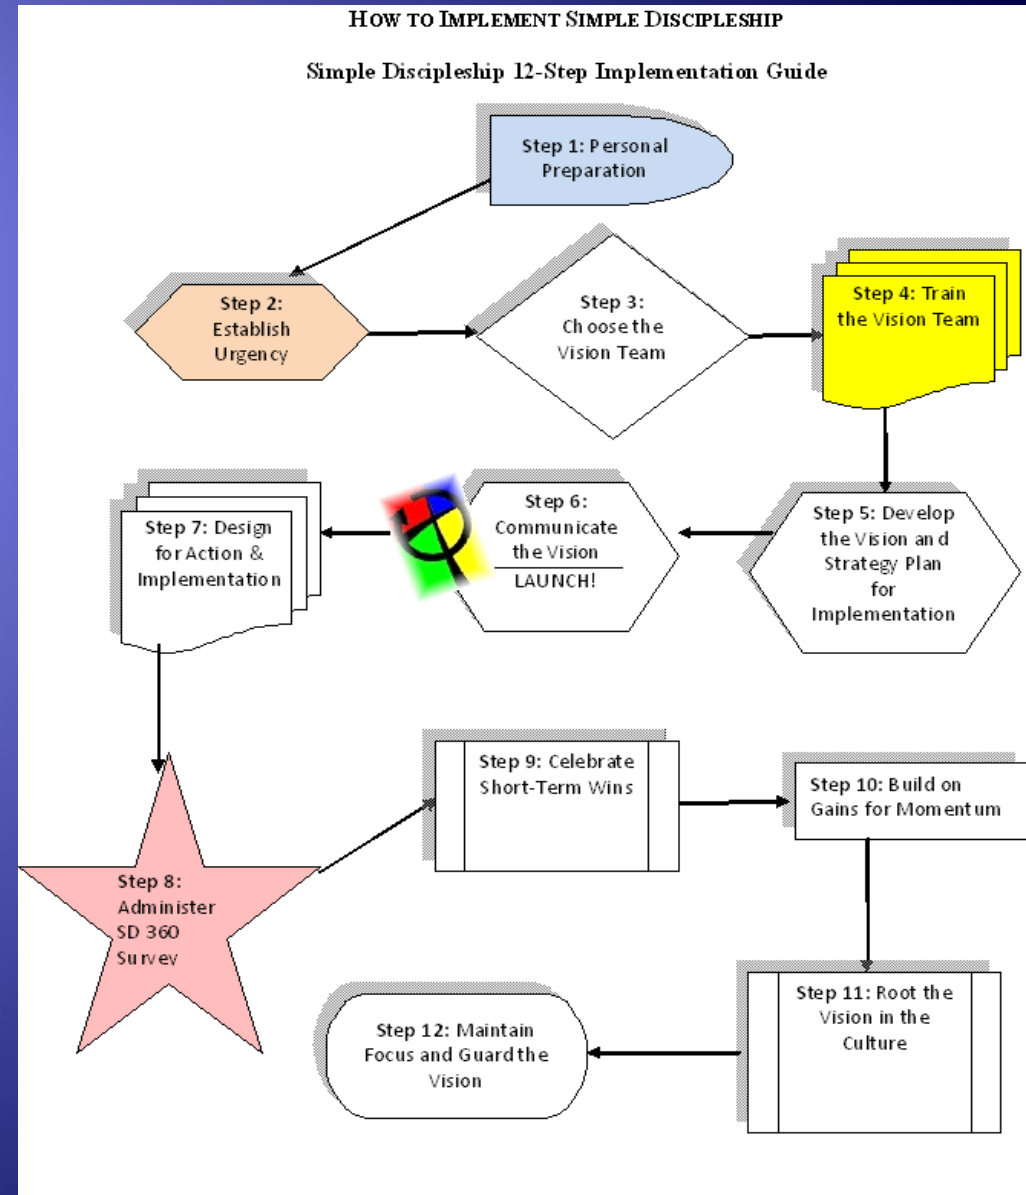 HOW TO IMPLEMENT SIMPLE DISCIPLESHIP
Simple Discipleship 12-Step Implementation Guide
Step 1: Personal
Preparation
Step 2:
Establish
Urgency
Step 3:
Choose the
Vision Team
Step 4: Train
the Vision Team
Step 5: Develop
the Vision and
Strategy Plan
for
Implementation
Step 6:
Communicate
the Vision
LAUNCH!
Step 7: Design
for Action &
Implementation
Step 8:
Administer
SD 360
Survey
Step 9: Celebrate
Short-Term Wins
Step 10: Build on
Gains for Momentum
Step 11: Root the
Vision in the
Culture
Step 12: Maintain
Focus and Guard the
Vision